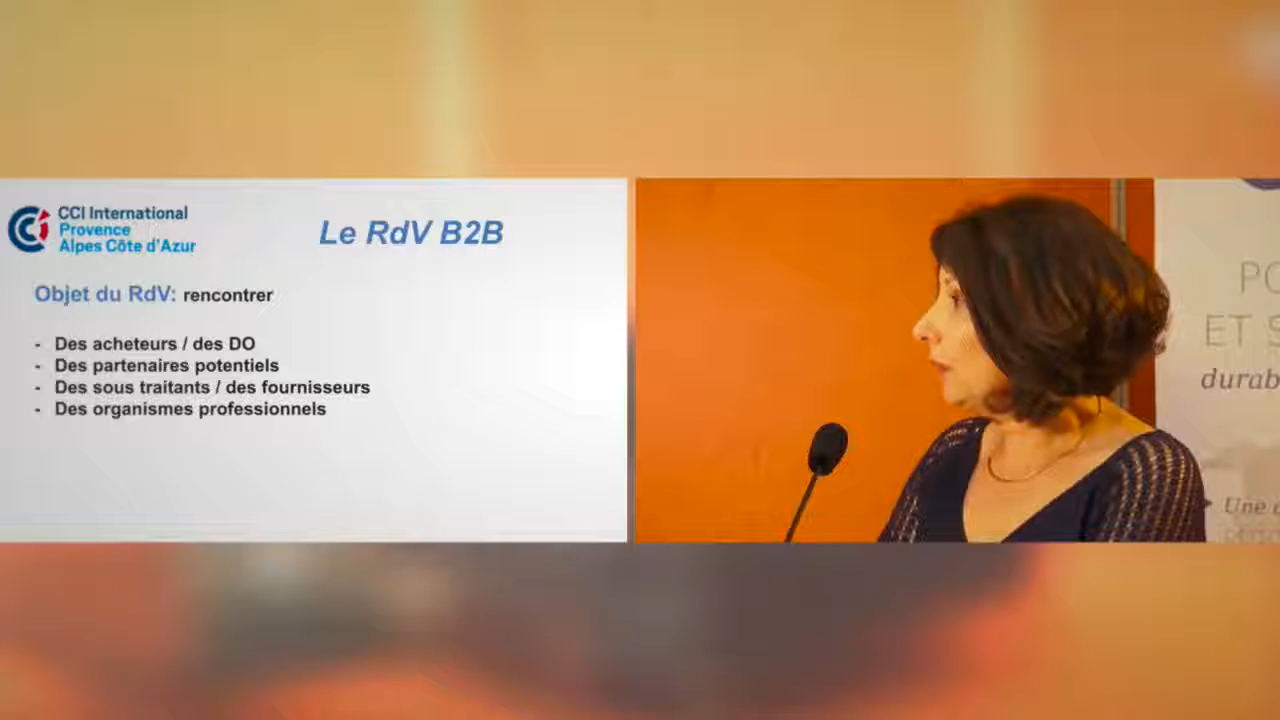 CCI International
Provence
Alpes Côte d'Azur
Le RdV B2B
Objet du RdV: rencontrer
- Des acheteurs / des DO
- Des partenaires potentiels
- Des sous traitants / des fournisseurs
- Des organismes professionnels
PO
ET S
durab
Une